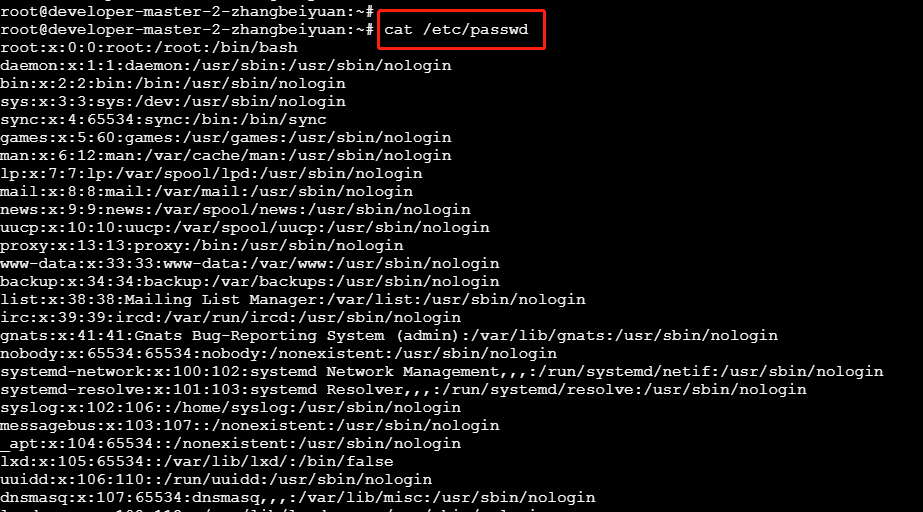 root@developer-master-2-zhangbeiyuan:~#
root@developer-master-2-zhangbeiyuan:~# cat /etc/passwd
root:x:0:0:root:/root:/bin/bash
daemon:x:1:1:daemon:/usr/sbin:/usr/sbin/nologin
bin:x:2:2:bin:/bin:/usr/sbin/nologin
sys:x:3:3:sys:/dev:/usr/sbin/nologin
sync:x:4:65534:sync:/bin:/bin/sync
games:x:5:60:games:/usr/games:/usr/sbin/nologin
man:x:6:12:man:/var/cache/man:/usr/sbin/nologin
lp:x:7:7:lp:/var/spool/lpd:/usr/sbin/nologin
mail:x:8:8:mail:/var/mail:/usr/sbin/nologin
news:x:9:9:news:/var/spool/news:/usr/sbin/nologin
uucp:x:10:10:uucp:/var/spool/uucp:/usr/sbin/nologin
proxy:x:13:13:proxy:/bin:/usr/sbin/nologin
www-data:x:33:33:www-data:/var/www:/usr/sbin/nologin
backup:x:34:34:backup:/var/backups:/usr/sbin/nologin
list:x:38:38:Mailing List Manager:/var/list:/usr/sbin/nologin
irc:x:39:39:ircd:/var/run/ircd:/usr/sbin/nologin
gnats:x:41:41:Gnats Bug-Reporting System (admin):/var/lib/gnats:/usr/sbin/nologin
nobody:x:65534:65534:nobody:/nonexistent:/usr/sbin/nologin
systemd-network:x:100:102:systemd Network Management,,,:/run/systemd/netif:/usr/sbin/nologin
systemd-resolve:x:101:103:systemd Resolver,,,:/run/systemd/resolve:/usr/sbin/nologin
syslog:x:102:106::/home/syslog:/usr/sbin/nologin
messagebus:x:103:107::/nonexistent:/usr/sbin/nologin
_apt:x:104:65534::/nonexistent:/usr/sbin/nologin
lxd:x:105:65534::/var/lib/lxd/:/bin/false
uuidd:x:106:110::/run/uuidd:/usr/sbin/nologin
dnsmasq:x:107:65534:dnsmasq,,,:/var/lib/misc:/usr/sbin/nologin